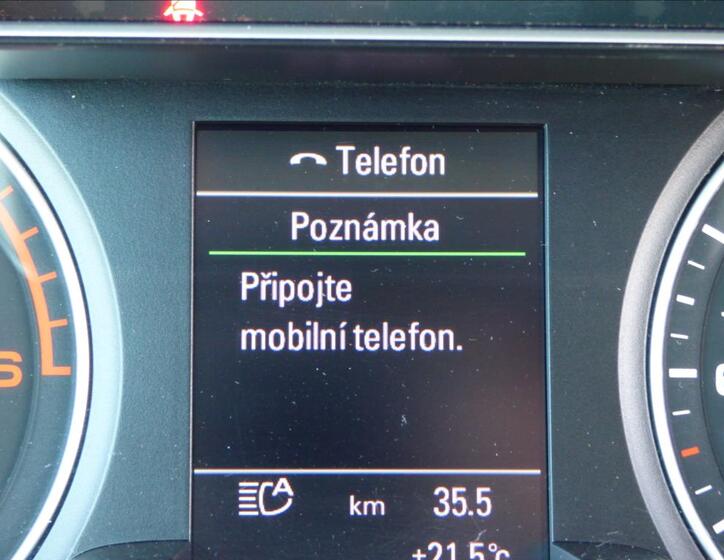 Telefon
Poznámka
Připojte
mobilní telefon.
A km 35.5
+21.5°C